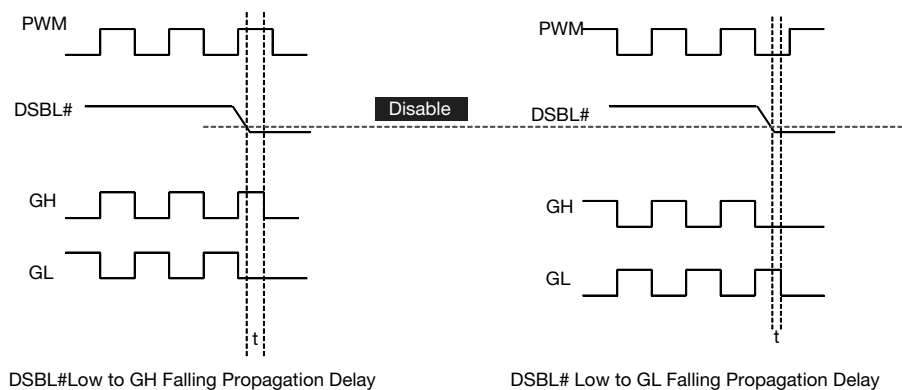 PWM
DSBL#
GH
GL
t
DSBL#Low to GH Falling Propagation Delay
Disable
PWM
DSBL#
GH
GL
t
DSBL# Low to GL Falling Propagation Delay